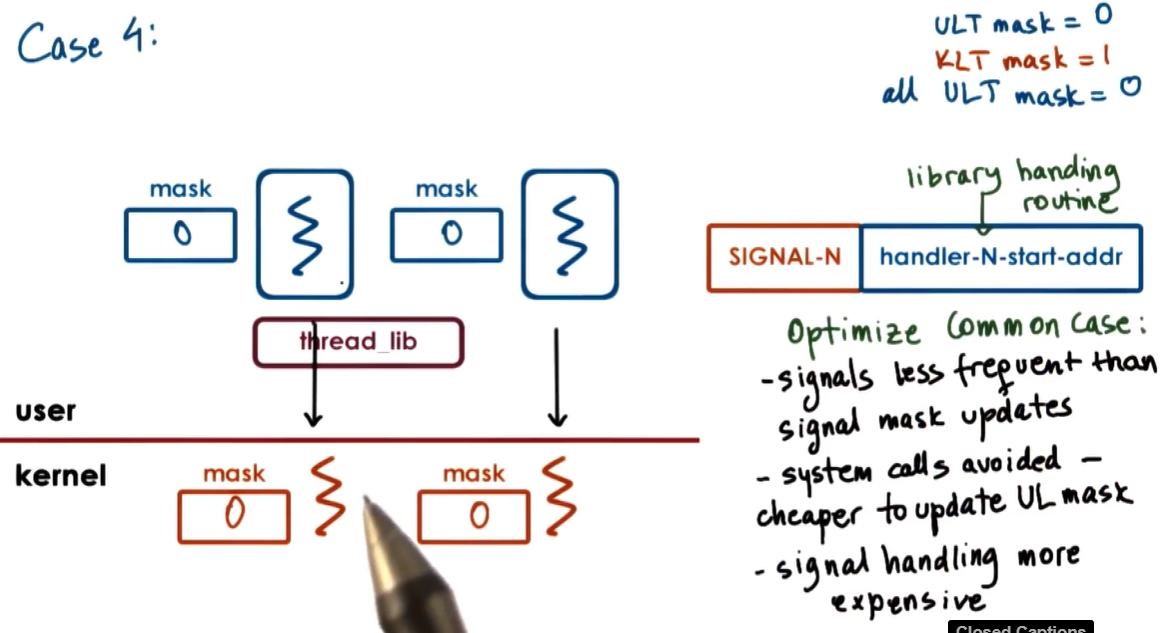 Case 4:
ULT mask = 0
KLT mask = 1
all ULT mask = 0
mask
0
mask
0
library handing
routine
SIGNAL-N
handler-N-start-addr
thread_lib
Optimize Common Case:
- signals less frequent than
signal mask updates
- system calls avoided -
cheaper to update UL mask
- signal handling more
expensive
user
kernel
mask
0
mask
0
Closed Captions